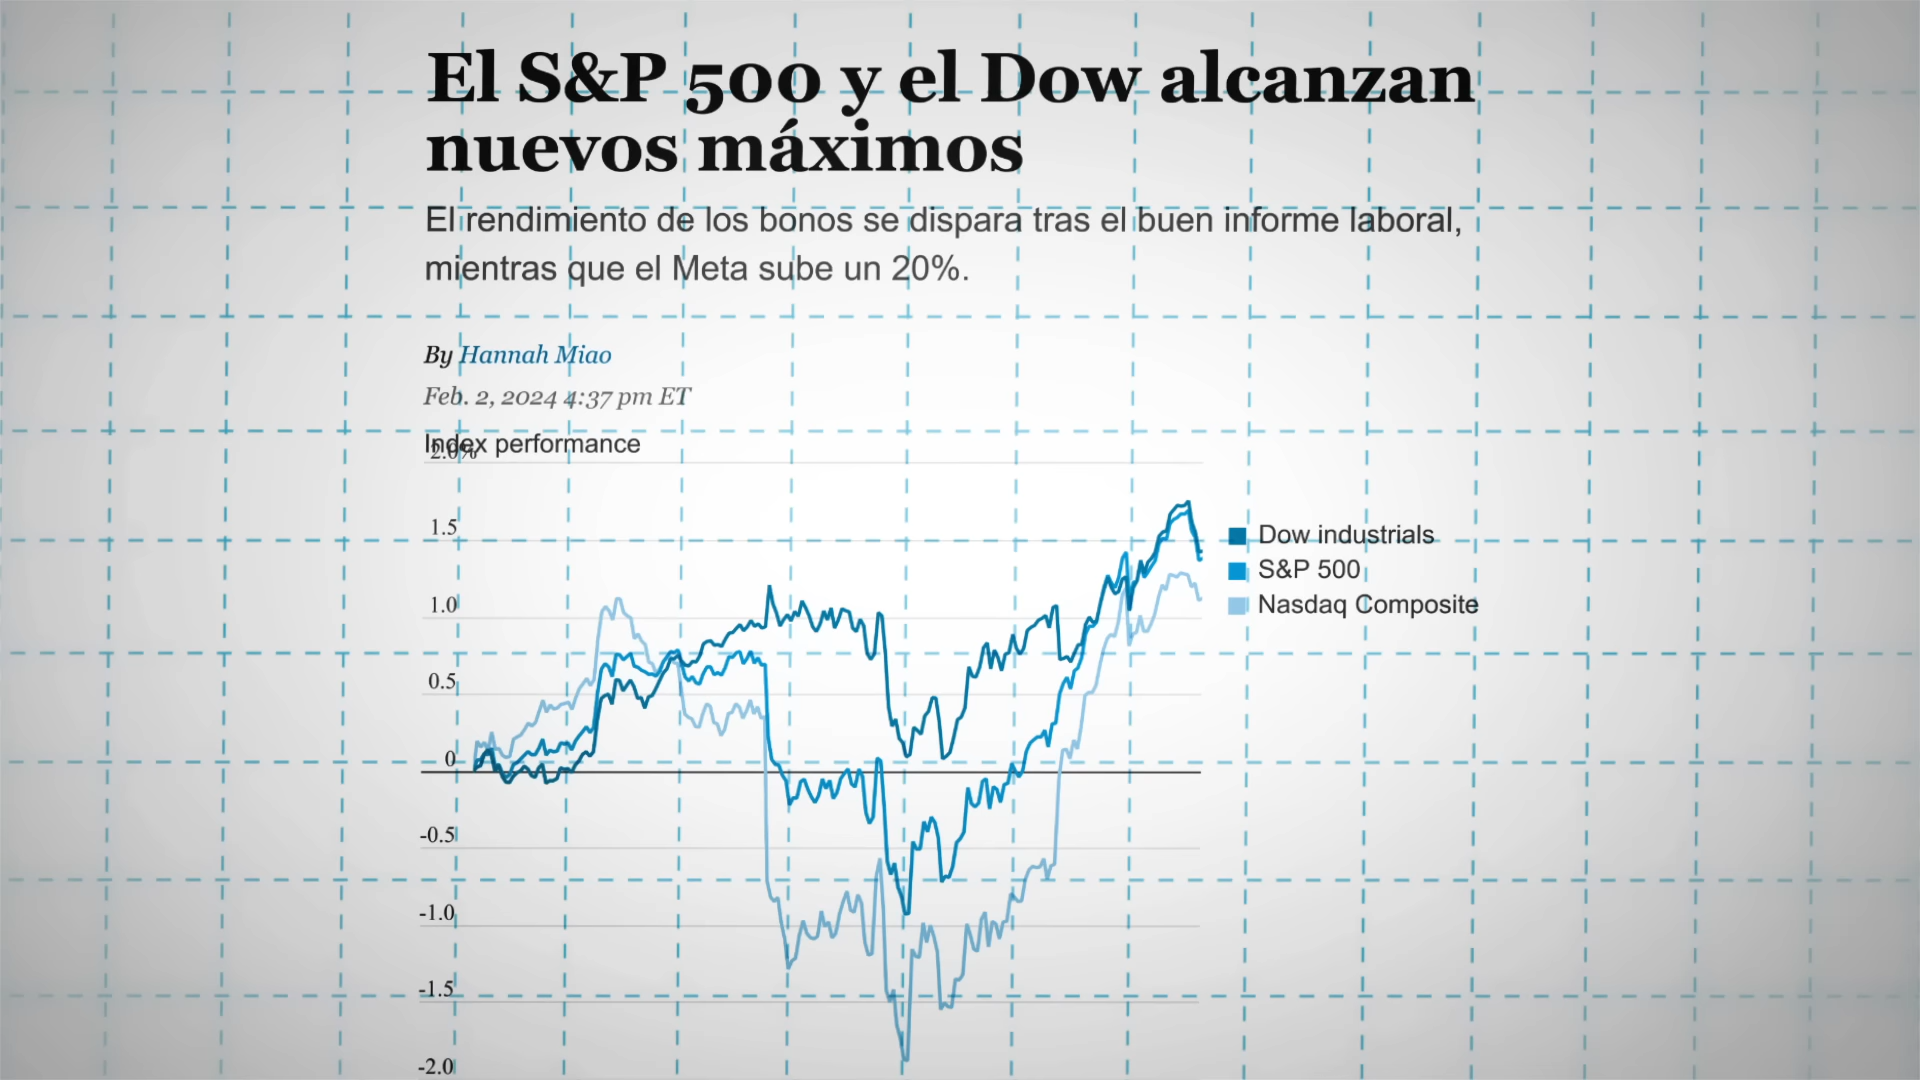 El S&P 500 y el Dow alcanzan
nuevos máximos
El rendimiento de los bonos se dispara tras el buen informe laboral,
mientras que el Meta sube un 20%.
By Hannah Miao
Feb. 2, 2024 4:37 pm ET
Index performance
2.0%
1.5
1.0
0.5
0
-0.5
-1.0
-1.5
-2.0
Dow industrials
S&P 500
Nasdaq Composite